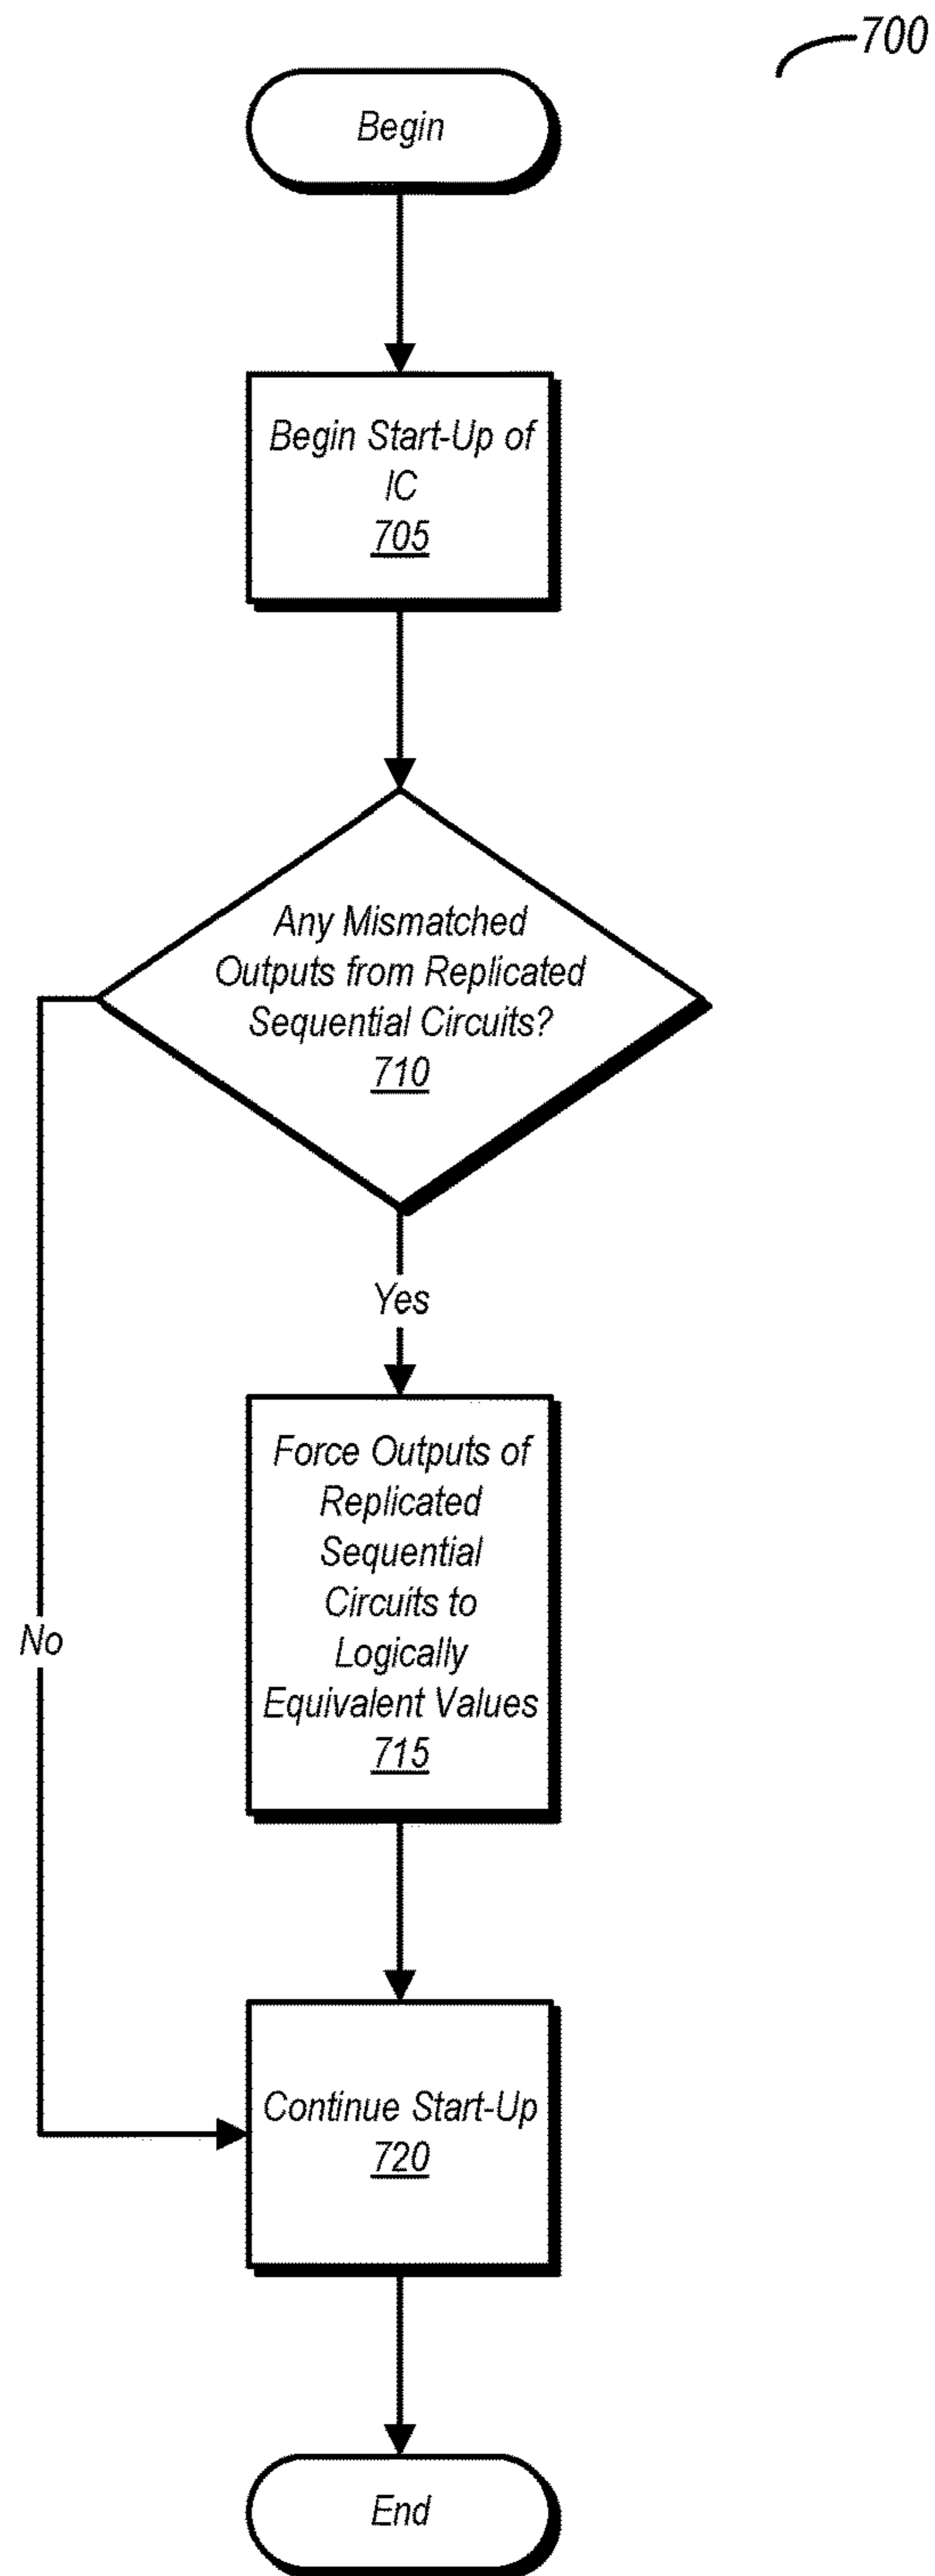 700
Begin
Begin Start-Up of
IC
705
Any Mismatched
Outputs from Replicated
Sequential Circuits?
710
Yes
Force Outputs of
Replicated
Sequential
Circuits to
Logically
Equivalent Values
715
No
Continue Start-Up
720
End